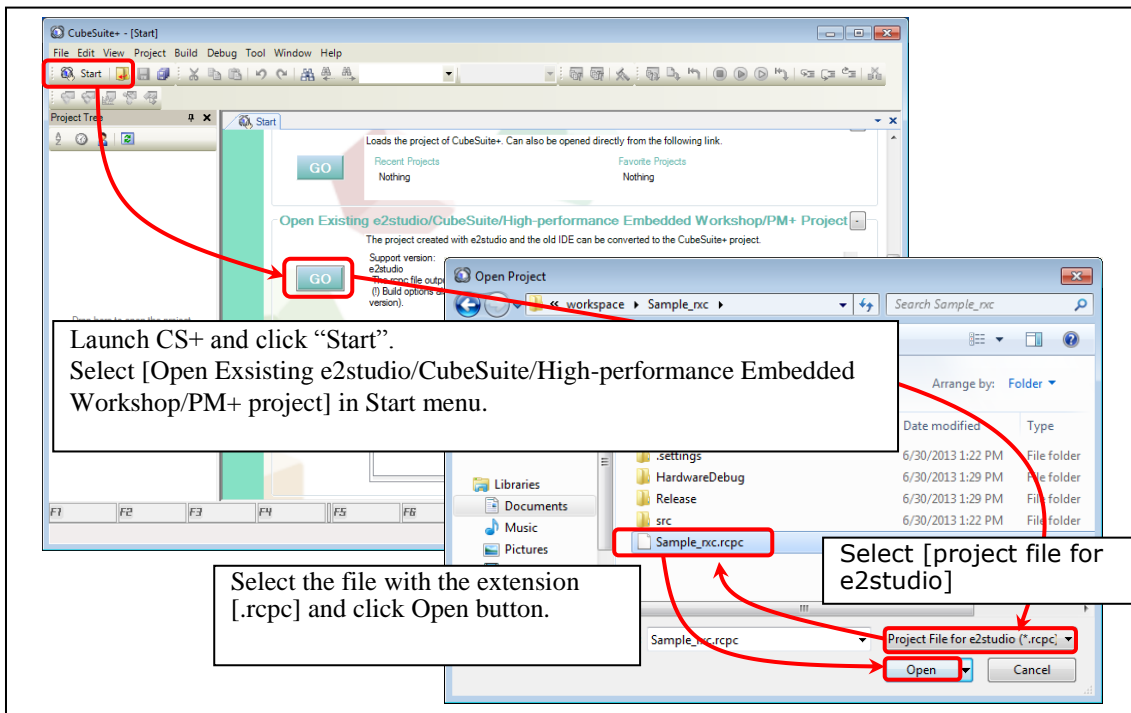 CubeSuite+ - [Start]
File Edit View Project Build Debug Tool Window Help
Start
Project Tree
Start
Loads the project of CubeSuite+. Can also be opened directly from the following link.
GO
Recent Projects
Favorite Projects
Nothing
Nothing
Open Existing e2studio/CubeSuite/High-performance Embedded Workshop/PM+ Project
The project created with e2studio and the old IDE can be converted to the CubeSuite+ project.
GO
Support version:
e2studio
The rcpc file
(!) Build options
version).
Launch CS+ and click “Start”.
Select [Open Exsisting e2studio/CubeSuite/High-performance Embedded
Workshop/PM+ project] in Start menu.
F1 F2 F3 F4 F5 F6
Open Project
« workspace Sample_rxc
Search Sample_rxc
Arrange by: Folder
Date modified Type
.settings 6/30/2013 1:22 PM File folder
HardwareDebug 6/30/2013 1:29 PM File folder
Release 6/30/2013 1:29 PM File folder
src 6/30/2013 1:22 PM File folder
Sample_rxc.rcpc
Libraries
Documents
Music
Pictures
Select [project file for
e2studio]
Select the file with the extension
[.rcpc] and click Open button.
Sample_rxc.rcpc
Project File for e2studio (*.rcpc)
Open Cancel